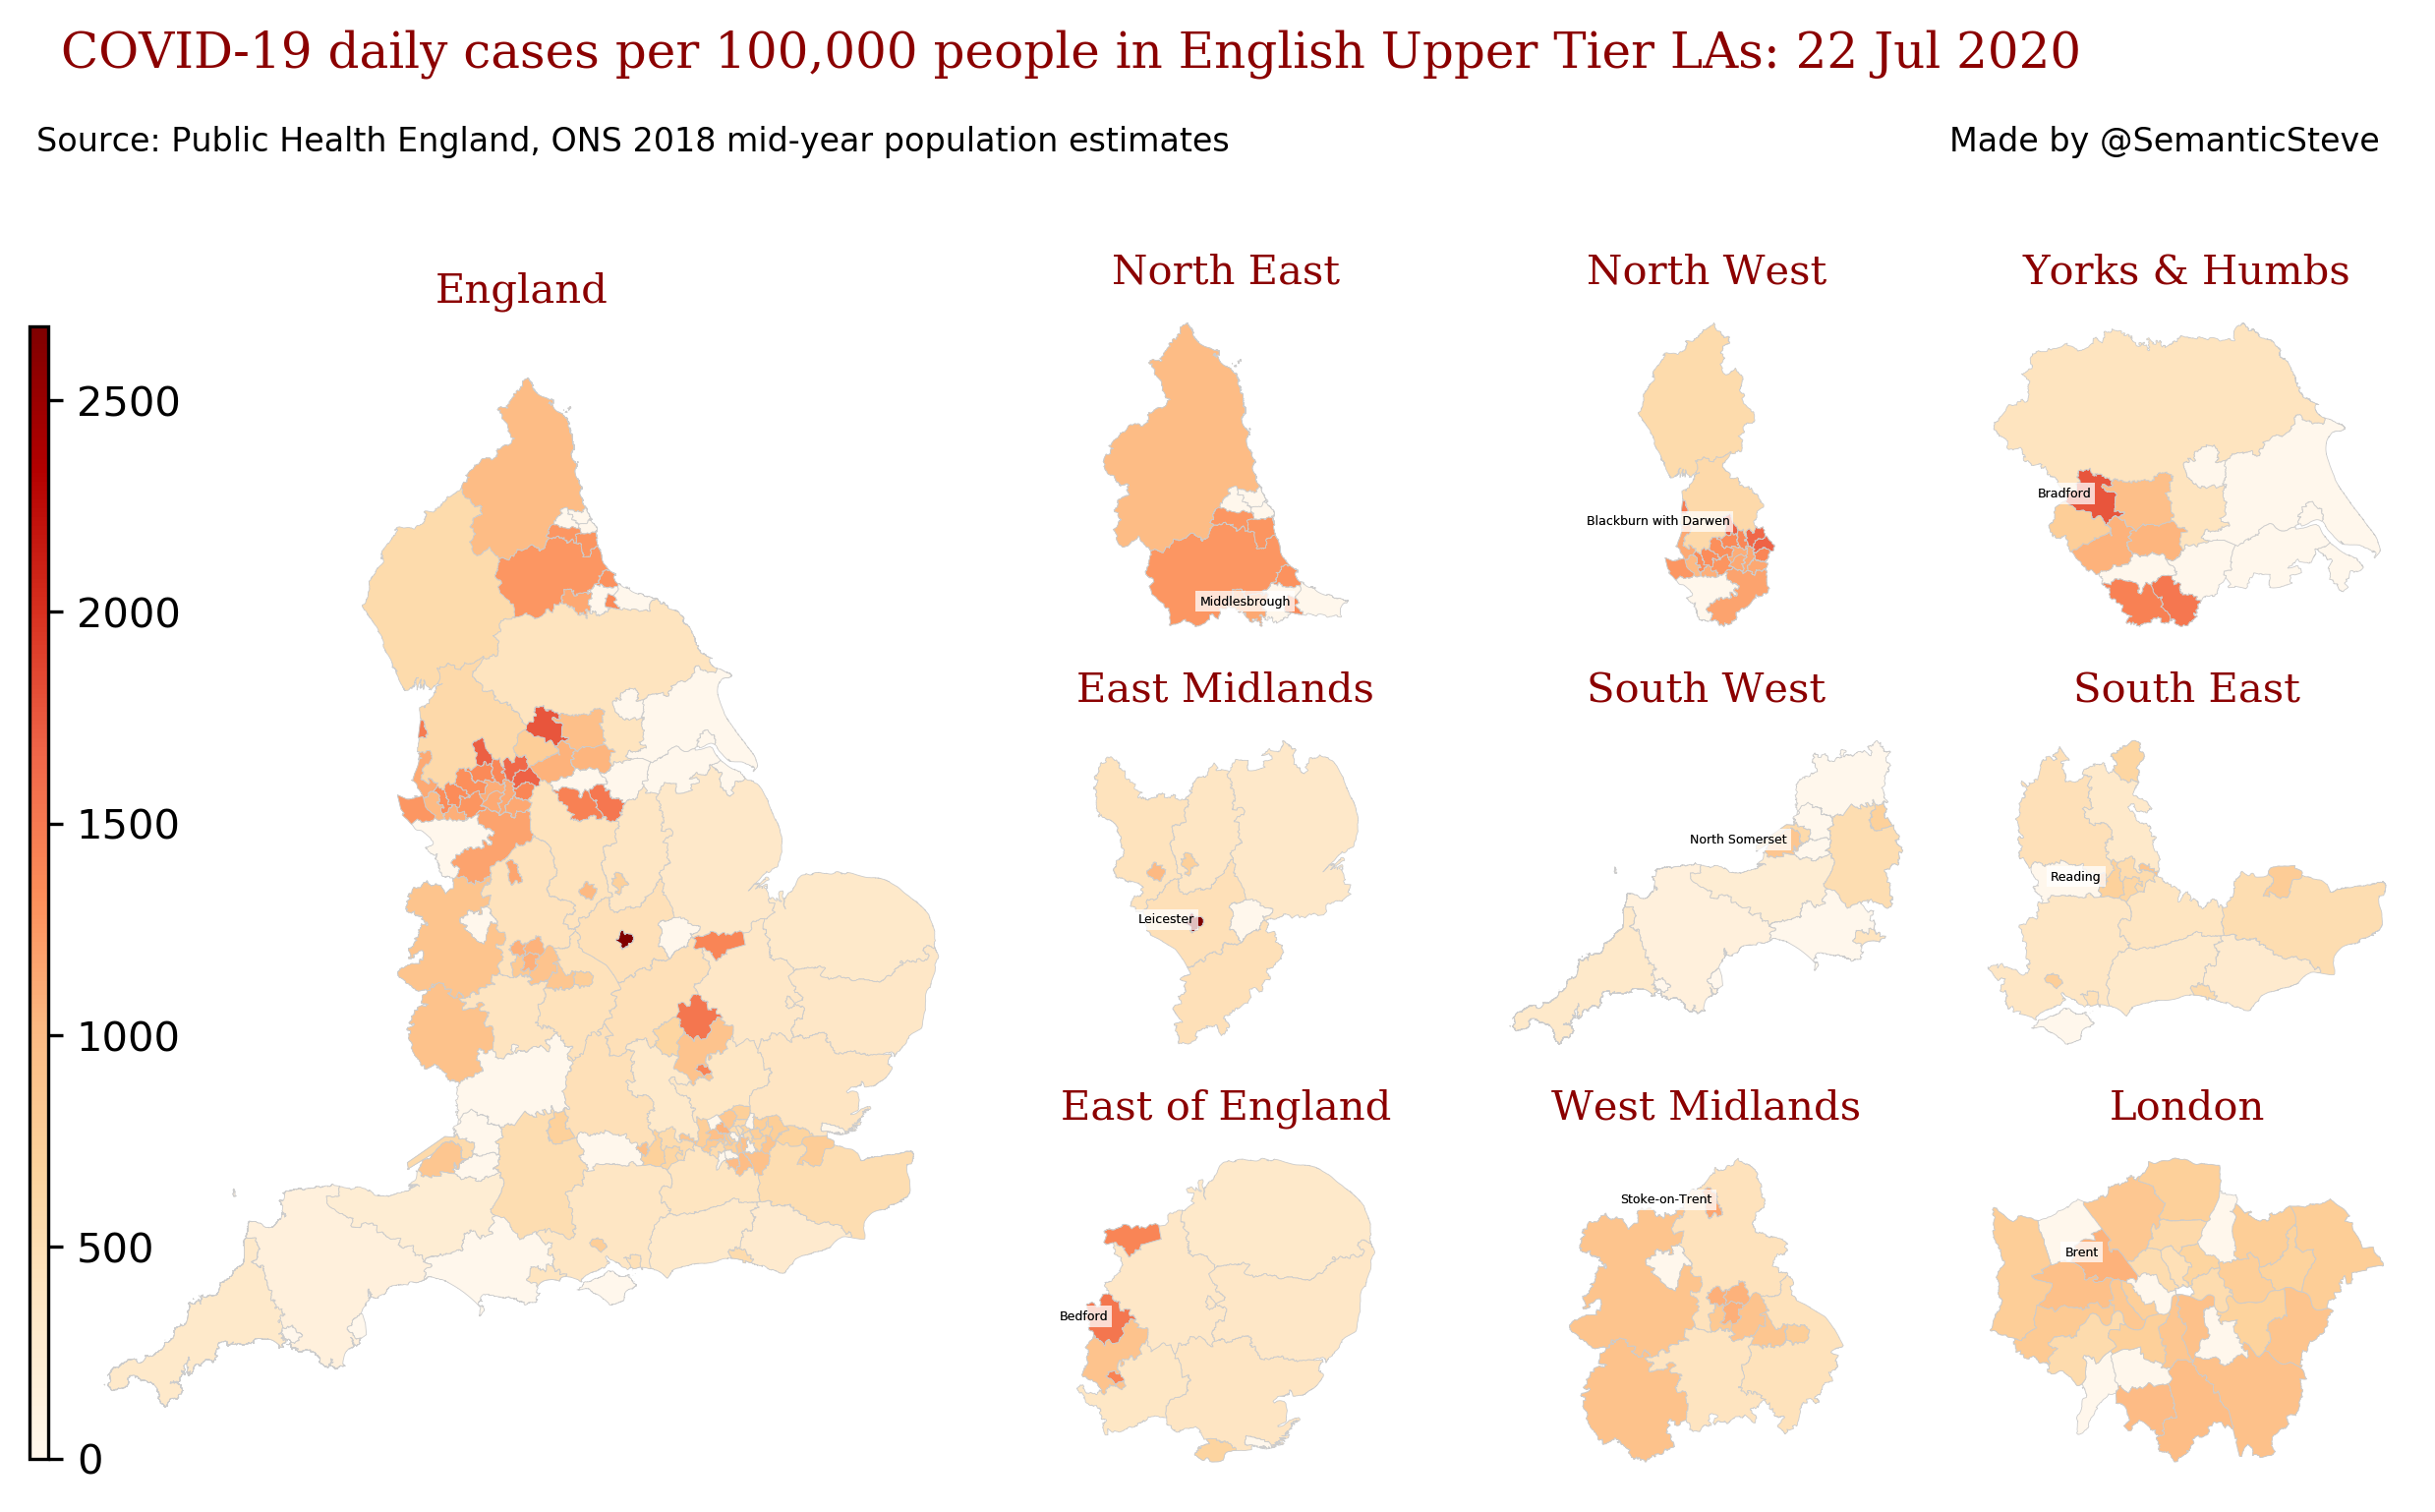 COVID-19 daily cases per 100,000 people in English Upper Tier LAs: 22 Jul 2020
Source: Public Health England, ONS 2018 mid-year population estimates
Made by @SemanticSteve
England
2500
2000
1500
1000
500
0
North East
Middlesbrough
North West
Blackburn with Darwen
Yorks & Humbs
Bradford
East Midlands
Leicester
South West
North Somerset
South East
Reading
East of England
Bedford
West Midlands
Stoke-on-Trent
London
Brent